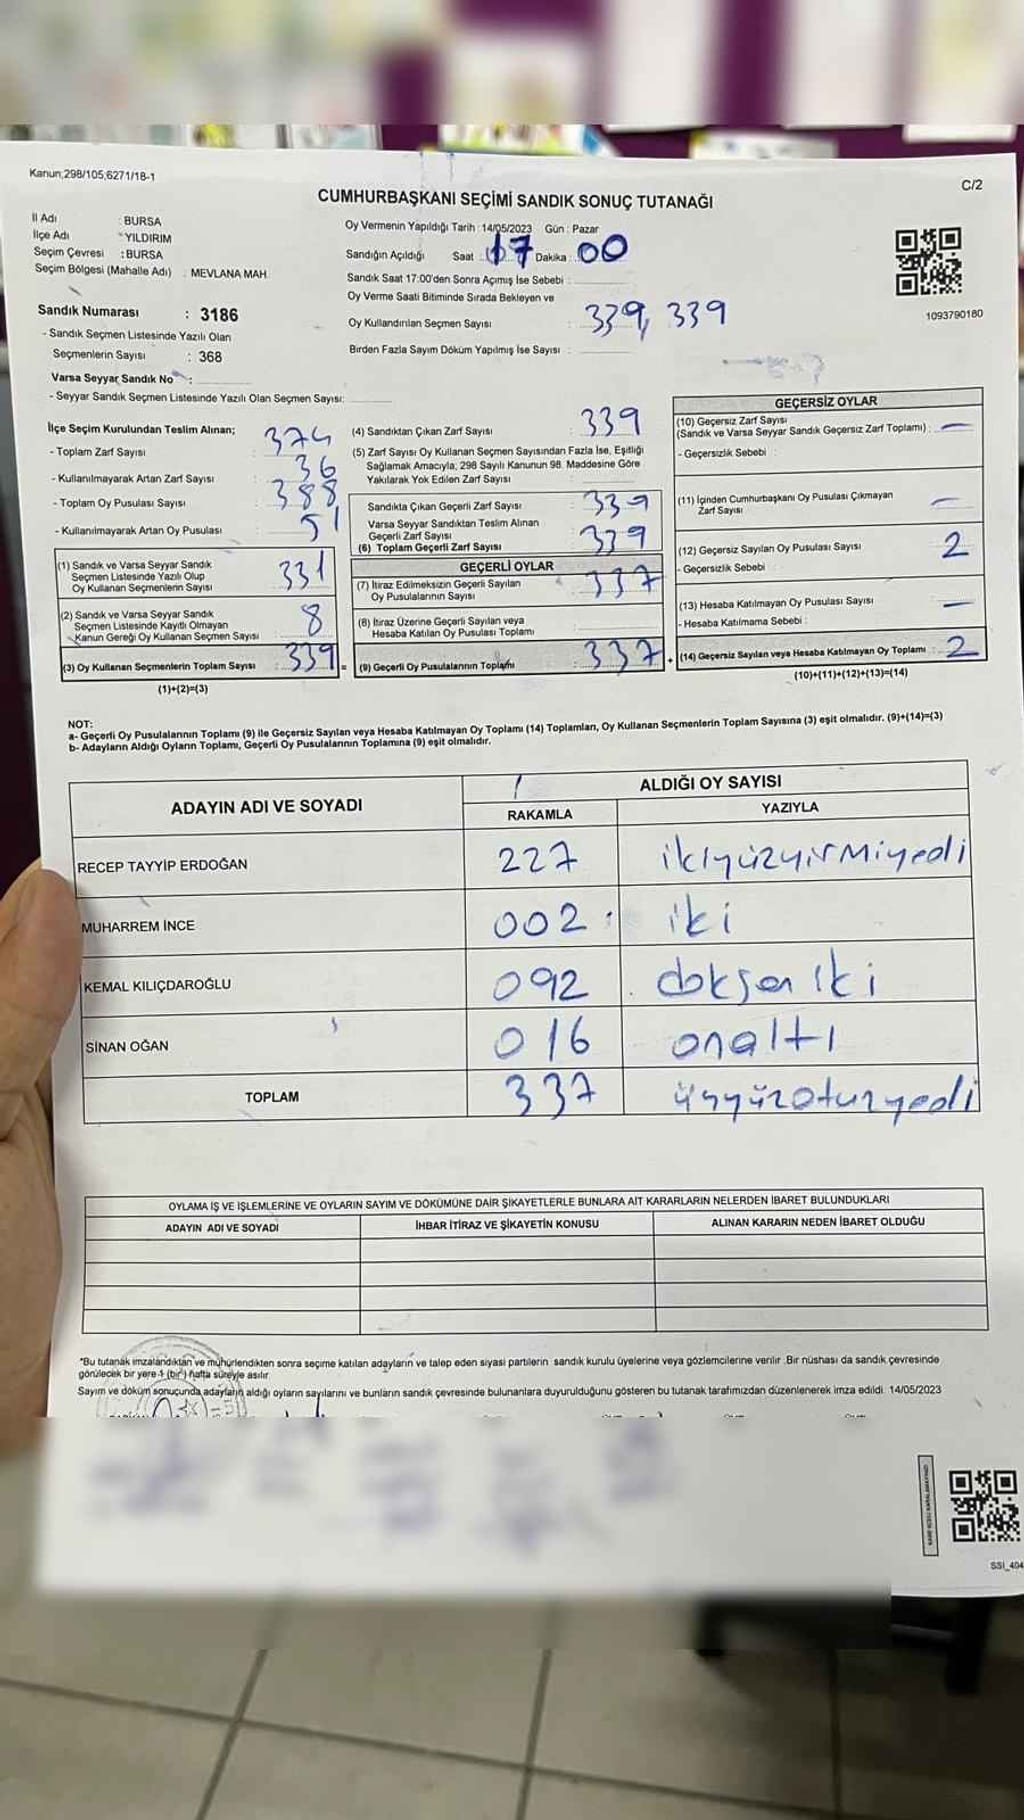 Kanun;298/105,6271/18-1
C/2
CUMHURBAŞKANI SEÇİMİ SANDIK SONUÇ TUTANAĞI
İl Adı : BURSA
İlçe Adı : YILDIRIM
Seçim Çevresi : BURSA
Seçim Bölgesi (Mahalle Adı) : MEVLANA MAH.
Oy Vermenin Yapıldığı Tarih : 14/05/2023 Gün : Pazar
Sandığın Açıldığı Saat : 17 Dakika : 00
Sandık Saat 17:00'den Sonra Açımış İse Sebebi :
Oy Verme Saati Bitiminde Sırada Bekleyen ve
Oy Kullandırılan Seçmen Sayısı : 339, 339
Birden Fazla Sayım Döküm Yapılmış İse Sayısı :
1093790180
Sandık Numarası : 3186
- Sandık Seçmen Listesinde Yazılı Olan
Seçmenlerin Sayısı : 368
Varsa Seyyar Sandık No :
- Seyyar Sandık Seçmen Listesinde Yazılı Olan Seçmen Sayısı:
İlçe Seçim Kurulundan Teslim Alınan;
- Toplam Zarf Sayısı : 374
- Kullanılmayarak Artan Zarf Sayısı : 36
- Toplam Oy Pusulası Sayısı : 388
- Kullanılmayarak Artan Oy Pusulası : 51
(1) Sandık ve Varsa Seyyar Sandık
Seçmen Listesinde Yazılı Olup
Oy Kullanan Seçmenlerin Sayısı : 331
(2) Sandık ve Varsa Seyyar Sandık
Seçmen Listesinde Kayıtlı Olmayan
Kanun Gereği Oy Kullanan Seçmen Sayısı : 8
(3) Oy Kullanan Seçmenlerin Toplam Sayısı : 339
(1)+(2)=(3)
(4) Sandıktan Çıkan Zarf Sayısı : 339
(5) Zarf Sayısı Oy Kullanan Seçmen Sayısından Fazla İse, Eşitliği
Sağlamak Amacıyla; 298 Sayılı Kanunun 98. Maddesine Göre
Yakılarak Yok Edilen Zarf Sayısı :
Sandıkta Çıkan Geçerli Zarf Sayısı : 339
Varsa Seyyar Sandıktan Teslim Alınan
Geçerli Zarf Sayısı :
(6) Toplam Geçerli Zarf Sayısı : 339
GEÇERLİ OYLAR
(7) İtiraz Edilmeksizin Geçerli Sayılan
Oy Pusulalarının Sayısı : 337
(8) İtiraz Üzerine Geçerli Sayılan veya
Hesaba Katılan Oy Pusulası Toplamı :
= (9) Geçerli Oy Pusulalarının Toplamı : 337
GEÇERSİZ OYLAR
(10) Geçersiz Zarf Sayısı
(Sandık ve Varsa Seyyar Sandık Geçersiz Zarf Toplamı) : —
- Geçersizlik Sebebi :
(11) İçinden Cumhurbaşkanı Oy Pusulası Çıkmayan
Zarf Sayısı : —
(12) Geçersiz Sayılan Oy Pusulası Sayısı : 2
- Geçersizlik Sebebi :
(13) Hesaba Katılmayan Oy Pusulası Sayısı : —
- Hesaba Katılmama Sebebi :
+ (14) Geçersiz Sayılan veya Hesaba Katılmayan Oy Toplamı : 2
(10)+(11)+(12)+(13)=(14)
NOT:
a- Geçerli Oy Pusulalarının Toplamı (9) ile Geçersiz Sayılan veya Hesaba Katılmayan Oy Toplamı (14) Toplamları, Oy Kullanan Seçmenlerin Toplam Sayısına (3) eşit olmalıdır. (9)+(14)=(3)
b- Adayların Aldığı Oyların Toplamı, Geçerli Oy Pusulalarının Toplamına (9) eşit olmalıdır.
ADAYIN ADI VE SOYADI
ALDIĞI OY SAYISI
RAKAMLA YAZIYLA
RECEP TAYYİP ERDOĞAN 227 ikiyüzyirmiyedi
MUHARREM İNCE 002 iki
KEMAL KILIÇDAROĞLU 092 doksan iki
SİNAN OĞAN 016 onaltı
TOPLAM 337 üçyüzotuzyedi
OYLAMA İŞ VE İŞLEMLERİNE VE OYLARIN SAYIM VE DÖKÜMÜNE DAİR ŞİKAYETLERLE BUNLARA AİT KARARLARIN NELERDEN İBARET BULUNDUKLARI
ADAYIN ADI VE SOYADI İHBAR İTİRAZ VE ŞİKAYETİN KONUSU ALINAN KARARIN NEDEN İBARET OLDUĞU
*Bu tutanak imzalandıktan ve mühürlendikten sonra seçime katılan adayların ve talep eden siyasi partilerin sandık kurulu üyelerine veya gözlemcilerine verilir. Bir nüshası da sandık çevresinde
görülecek bir yere 1 (bir) hafta süreyle asılır.
Sayım ve döküm sonuçunda adayların aldığı oyların sayılarını ve bunların sandık çevresinde bulunanlara duyurulduğunu gösteren bu tutanak tarafımızdan düzenlenerek imza edildi. 14/05/2023
SSI_404